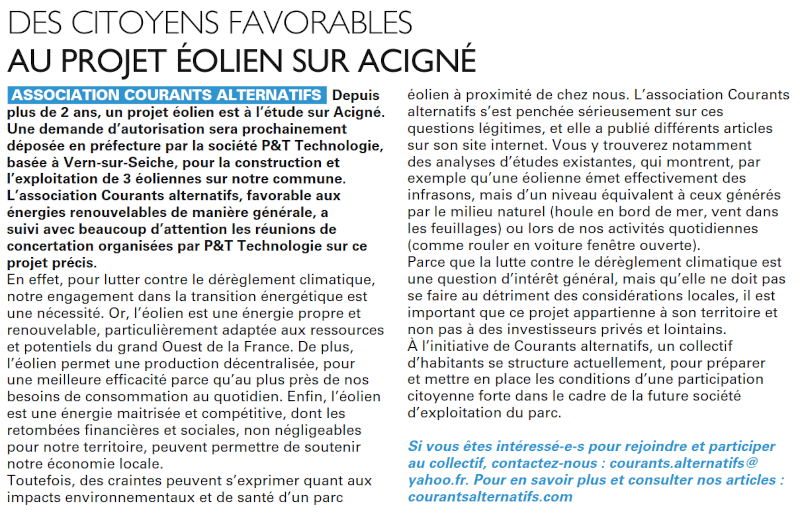 DES CITOYENS FAVORABLES
AU PROJET ÉOLIEN SUR ACIGNÉ
ASSOCIATION COURANTS ALTERNATIFS Depuis
plus de 2 ans, un projet éolien est à l'étude sur Acigné.
Une demande d'autorisation sera prochainement
déposée en préfecture par la société P&T Technologie,
basée à Vern-sur-Seiche, pour la construction et
l'exploitation de 3 éoliennes sur notre commune.
L'association Courants alternatifs, favorable aux
énergies renouvelables de manière générale, a
suivi avec beaucoup d'attention les réunions de
concertation organisées par P&T Technologie sur ce
projet précis.
En effet, pour lutter contre le dérèglement climatique,
notre engagement dans la transition énergétique est
une nécessité. Or, l'éolien est une énergie propre et
renouvelable, particulièrement adaptée aux ressources
et potentiels du grand Ouest de la France. De plus,
l'éolien permet une production décentralisée, pour
une meilleure efficacité parce qu'au plus près de nos
besoins de consommation au quotidien. Enfin, l'éolien
est une énergie maitrisée et compétitive, dont les
retombées financières et sociales, non négligeables
pour notre territoire, peuvent permettre de soutenir
notre économie locale.
Toutefois, des craintes peuvent s'exprimer quant aux
impacts environnementaux et de santé d'un parc
éolien à proximité de chez nous. L'association Courants
alternatifs s'est penchée sérieusement sur ces
questions légitimes, et elle a publié différents articles
sur son site internet. Vous y trouverez notamment
des analyses d'études existantes, qui montrent, par
exemple qu'une éolienne émet effectivement des
infrasons, mais d'un niveau équivalent à ceux générés
par le milieu naturel (houle en bord de mer, vent dans
les feuillages) ou lors de nos activités quotidiennes
(comme rouler en voiture fenêtre ouverte).
Parce que la lutte contre le dérèglement climatique est
une question d'intérêt général, mais qu'elle ne doit pas
se faire au détriment des considérations locales, il est
important que ce projet appartienne à son territoire et
non pas à des investisseurs privés et lointains.
À l'initiative de Courants alternatifs, un collectif
d'habitants se structure actuellement, pour préparer
et mettre en place les conditions d'une participation
citoyenne forte dans le cadre de la future société
d'exploitation du parc.
Si vous êtes intéressé-e-s pour rejoindre et participer
au collectif, contactez-nous : courants.alternatifs@
yahoo.fr. Pour en savoir plus et consulter nos articles :
courantsalternatifs.com